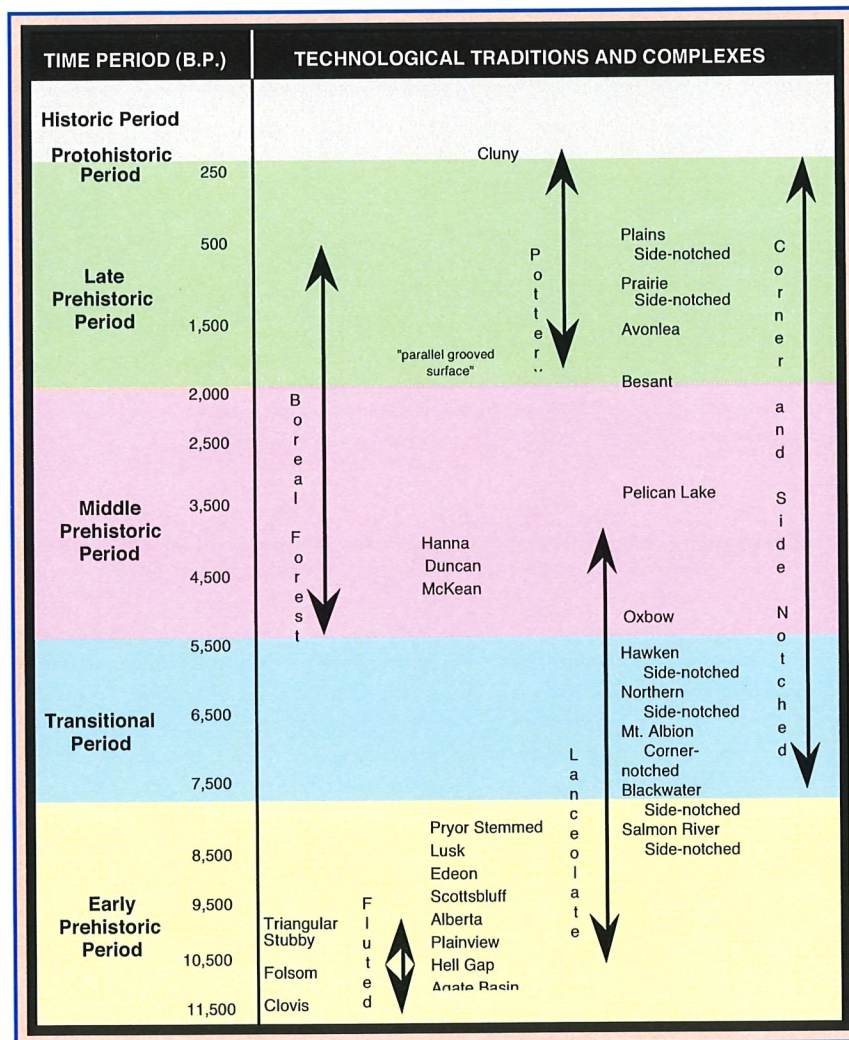 TIME PERIOD (B.P.)
TECHNOLOGICAL TRADITIONS AND COMPLEXES
Historic Period
Protohistoric
Period
250
500
Late
Prehistoric
Period
1,500
2,000
2,500
Middle
Prehistoric
Period
3,500
4,500
5,500
Transitional
Period
6,500
7,500
8,500
Early
Prehistoric
Period
9,500
10,500
11,500
Boreal Forest
Triangular
Stubby
Folsom
Clovis
Fluted
Cluny
"parallel grooved
surface"
Hanna
Duncan
McKean
Pryor Stemmed
Lusk
Edeon
Scottsbluff
Alberta
Plainview
Hell Gap
Agate Basin
Pottery
Lanceolate
Plains
Side-notched
Prairie
Side-notched
Avonlea
Besant
Pelican Lake
Oxbow
Hawken
Side-notched
Northern
Side-notched
Mt. Albion
Corner-
notched
Blackwater
Side-notched
Salmon River
Side-notched
Corner and Side Notched